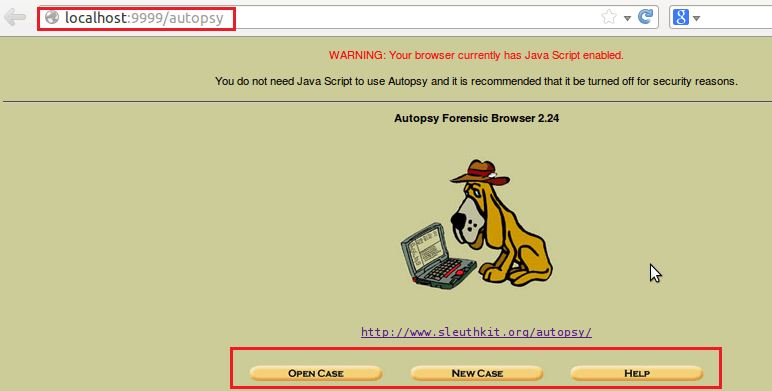 localhost:9999/autopsy
WARNING: Your browser currently has Java Script enabled.
You do not need Java Script to use Autopsy and it is recommended that it be turned off for security reasons.
Autopsy Forensic Browser 2.24
http://www.sleuthkit.org/autopsy/
OPEN CASE NEW CASE HELP